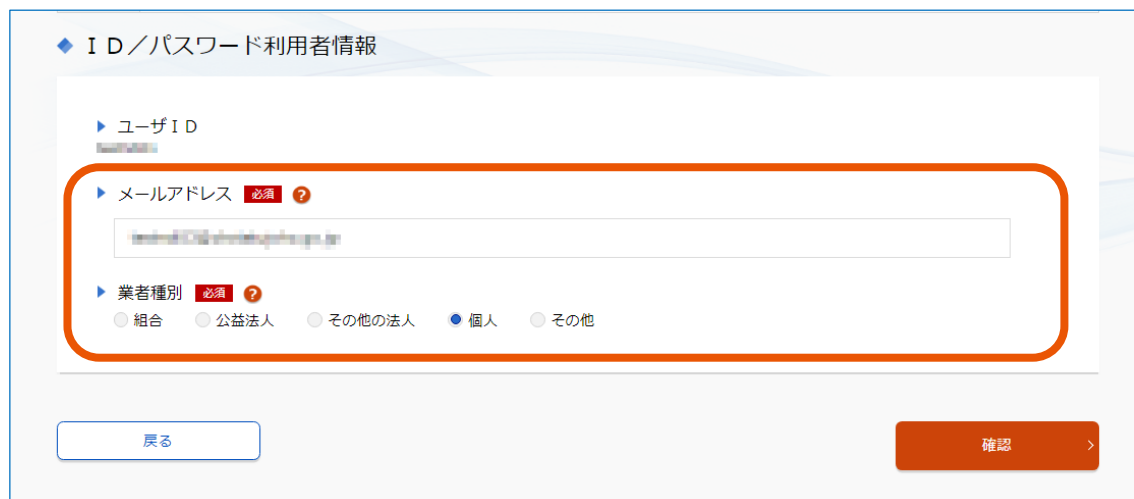 ＩＤ／パスワード利用者情報
ユーザＩＤ
メールアドレス 必須 ?
業者種別 必須 ?
組合 公益法人 その他の法人 個人 その他
戻る 確認